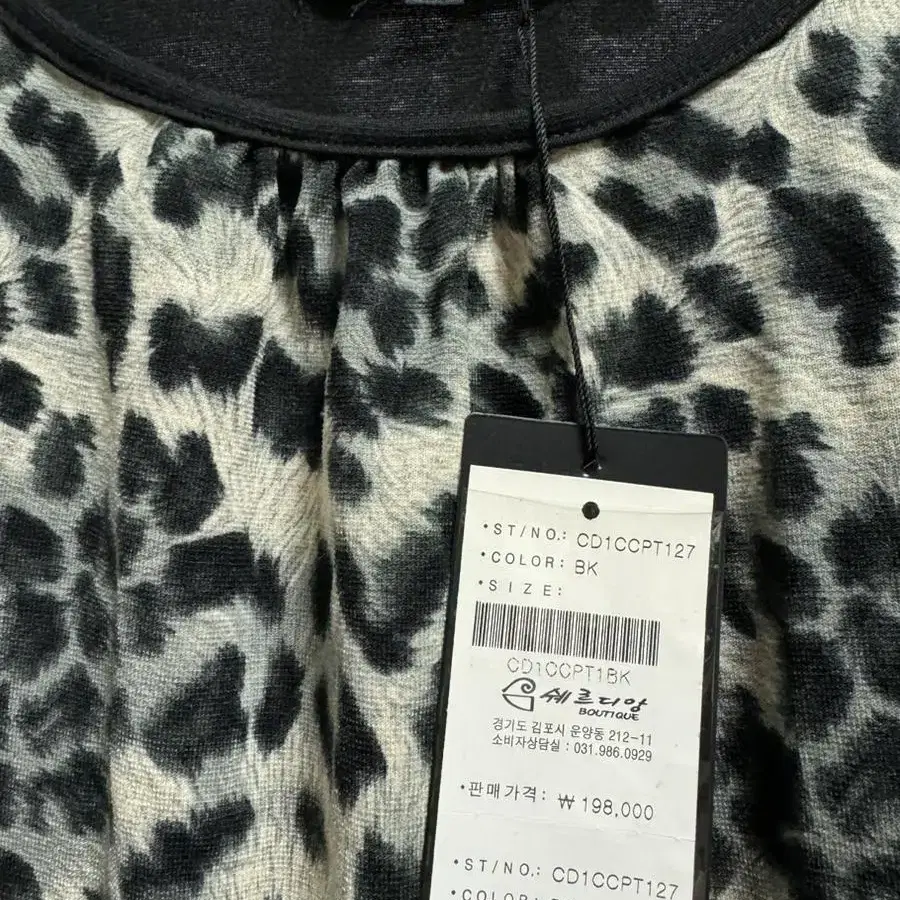 •ST/NO.: CD1CCPT127
•COLOR: BK
•SIZE:
CD1CCPT1BK
쉐르디앙
BOUTIQUE
경기도 김포시 운양동 212-11
소비자상담실 : 031.986.0929
•판매가격: ₩ 198,000
•ST/NO.: CD1CCPT127